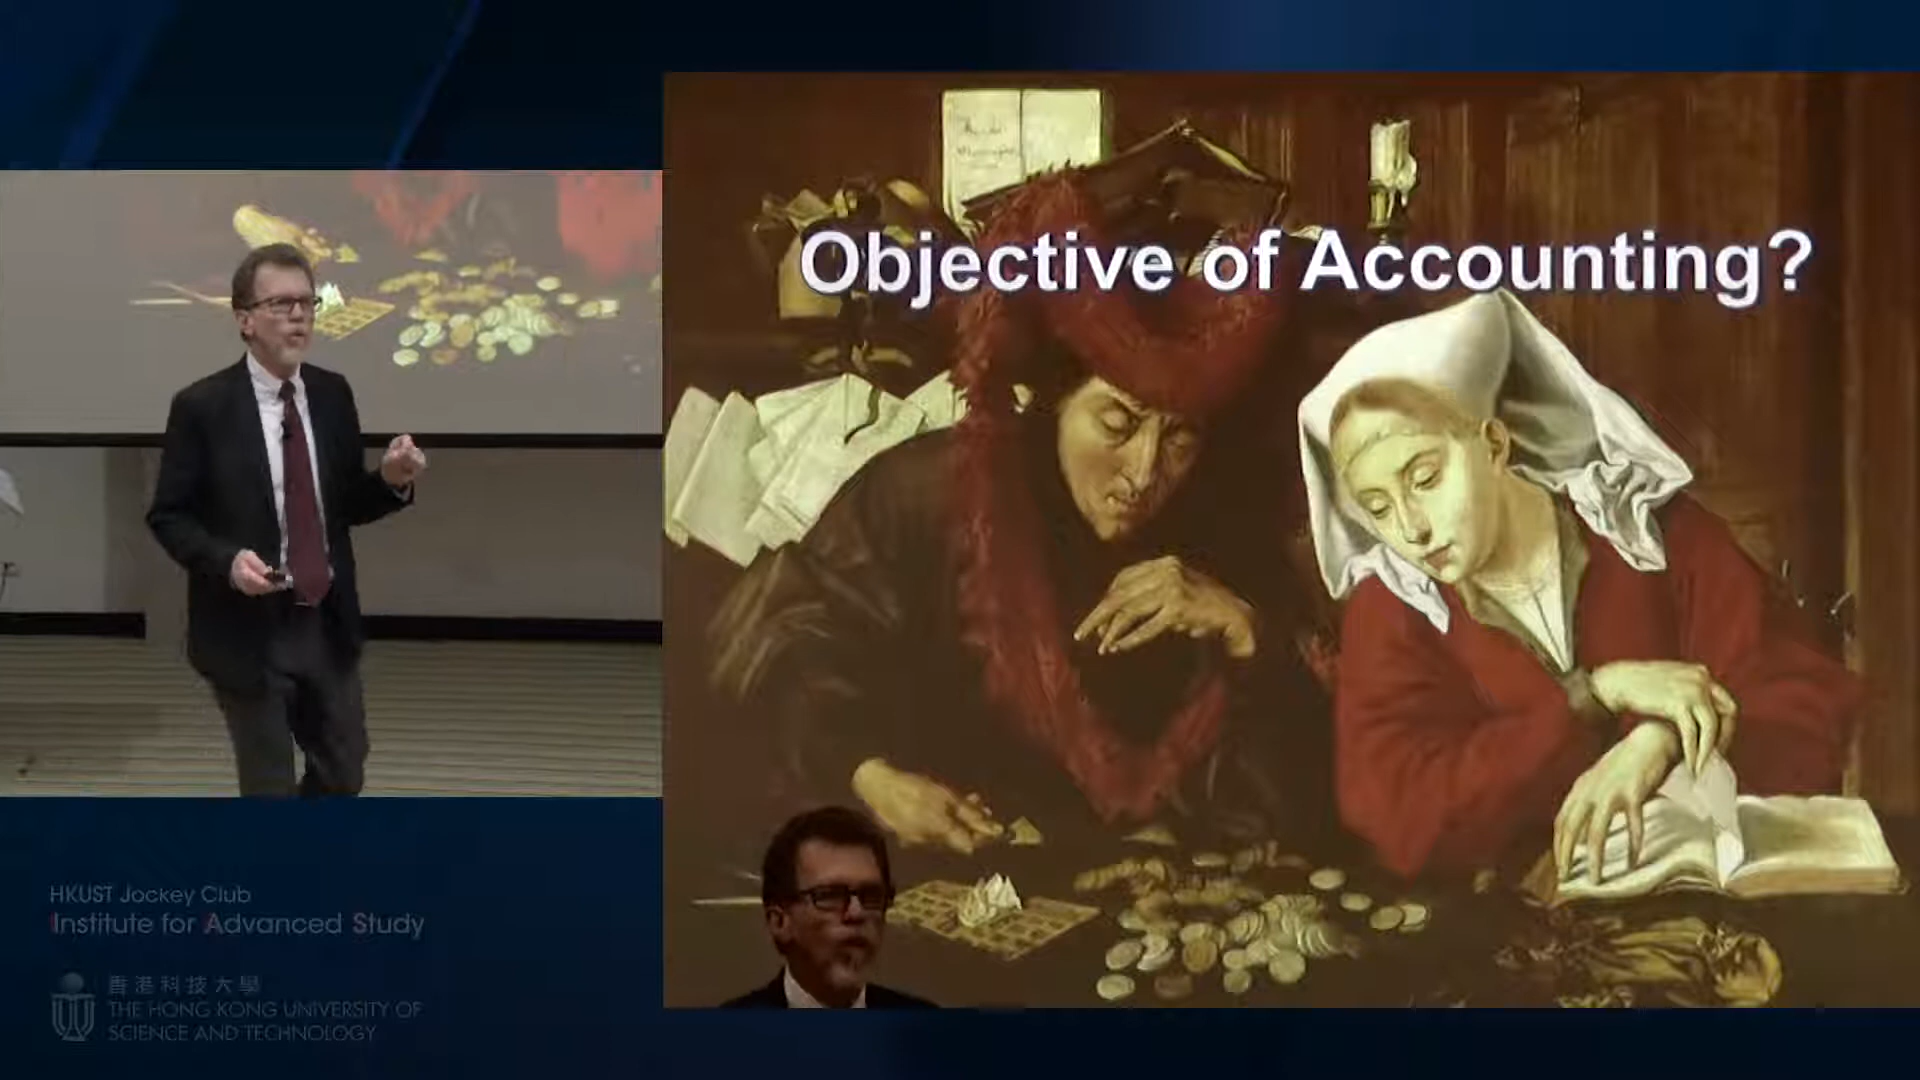 Objective of Accounting?
HKUST Jockey Club
Institute for Advanced Study
香港科技大學
THE HONG KONG UNIVERSITY OF
SCIENCE AND TECHNOLOGY